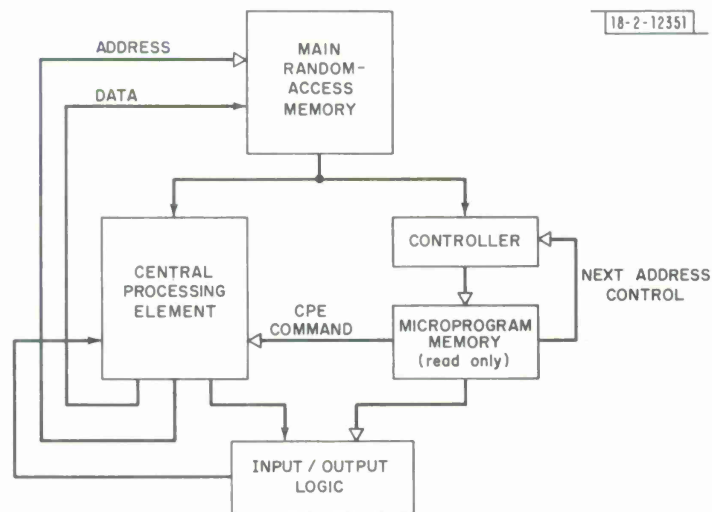 18-2-12351
ADDRESS
DATA
MAIN
RANDOM-
ACCESS
MEMORY
CENTRAL
PROCESSING
ELEMENT
CONTROLLER
NEXT ADDRESS
CONTROL
CPE
COMMAND
MICROPROGRAM
MEMORY
(read only)
INPUT / OUTPUT
LOGIC